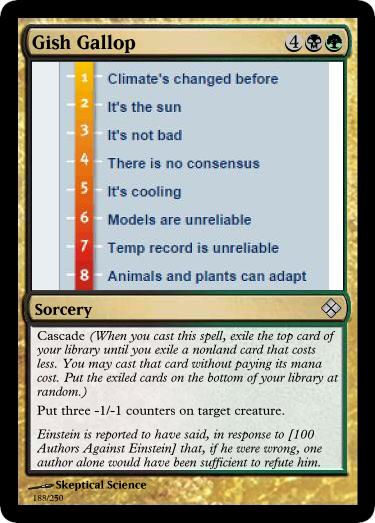 Gish Gallop 4
1 Climate's changed before
2 It's the sun
3 It's not bad
4 There is no consensus
5 It's cooling
6 Models are unreliable
7 Temp record is unreliable
8 Animals and plants can adapt
Sorcery
Cascade (When you cast this spell, exile the top card of
your library until you exile a nonland card that costs
less. You may cast that card without paying its mana
cost. Put the exiled cards on the bottom of your library at
random.)
Put three -1/-1 counters on target creature.
Einstein is reported to have said, in response to [100
Authors Against Einstein] that, if he were wrong, one
author alone would have been sufficient to refute him.
Skeptical Science
188/250